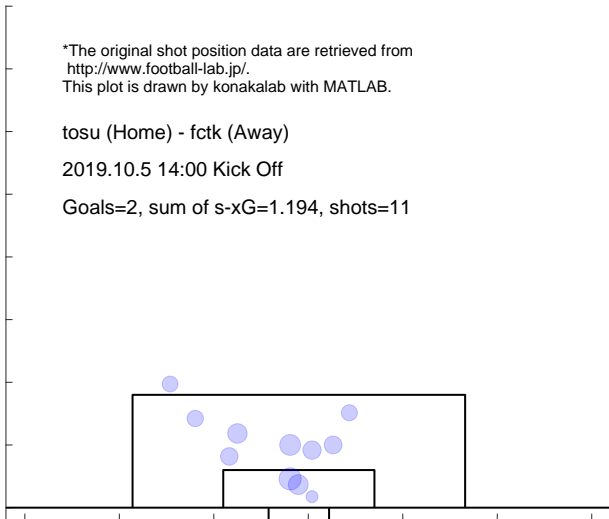 *The original shot position data are retrieved from
http://www.football-lab.jp/.
This plot is drawn by konakalab with MATLAB.
tosu (Home) - fctk (Away)
2019.10.5 14:00 Kick Off
Goals=2, sum of s-xG=1.194, shots=11